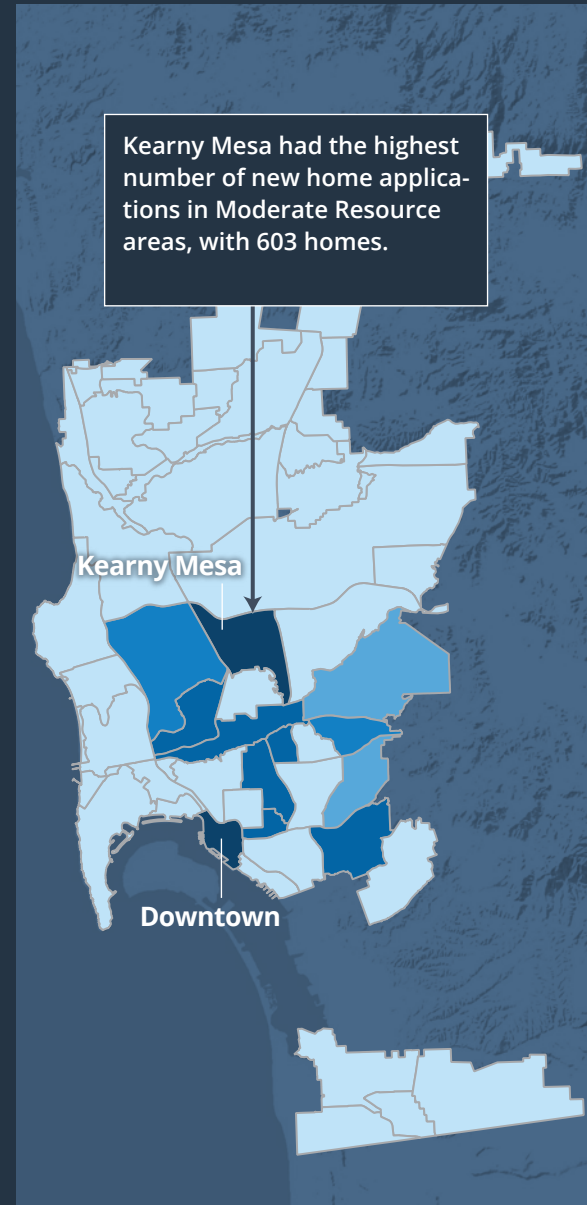 Kearny Mesa had the highest
number of new home applica-
tions in Moderate Resource
areas, with 603 homes.
Kearny Mesa
Downtown